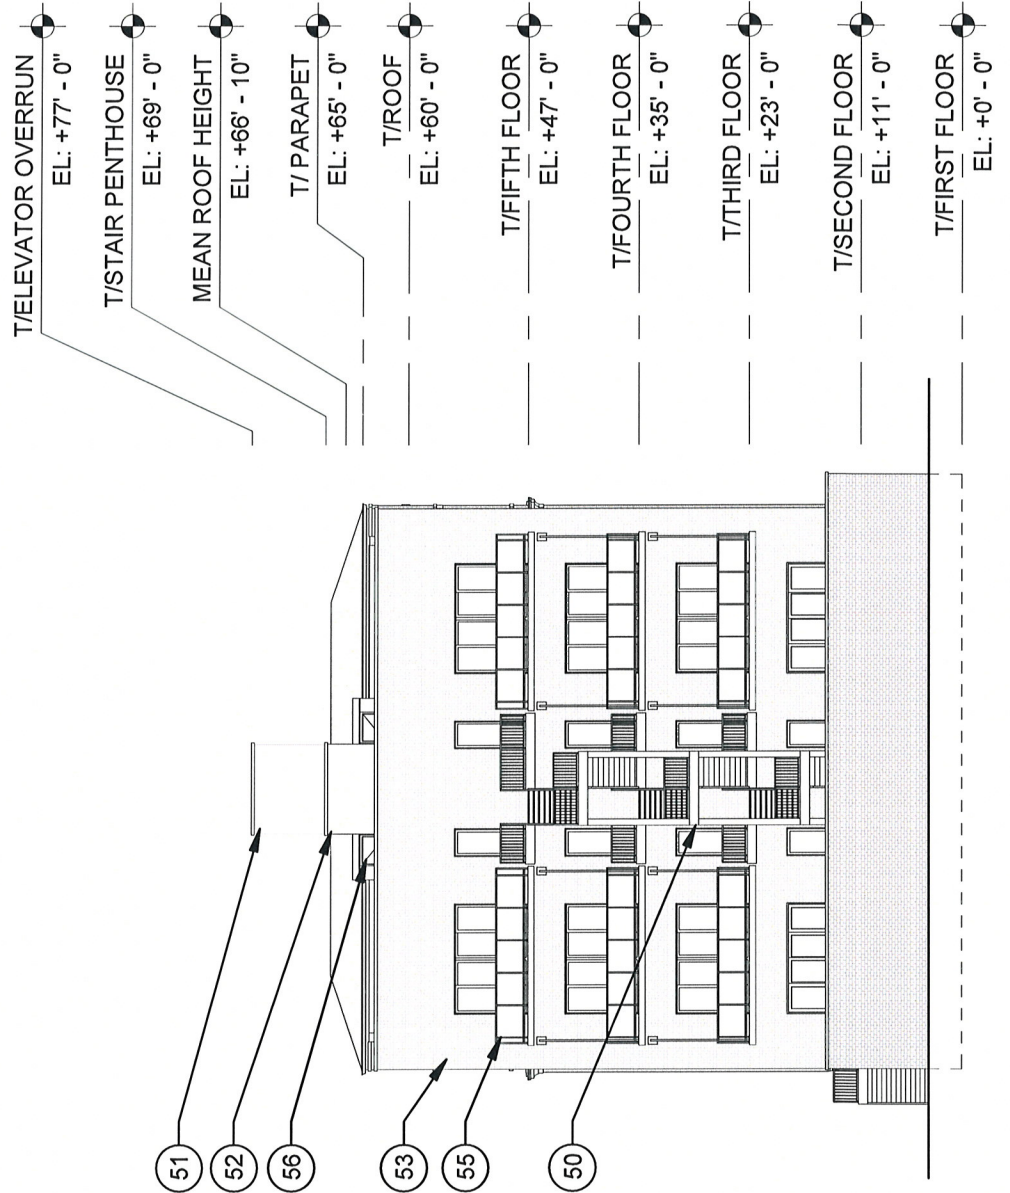 T/ELEVATOR OVERRUN
EL: +77' - 0"
T/STAIR PENTHOUSE
EL: +69' - 0"
MEAN ROOF HEIGHT
EL: +66' - 10"
T/ PARAPET
EL: +65' - 0"
T/ROOF
EL: +60' - 0"
T/FIFTH FLOOR
EL: +47' - 0"
T/FOURTH FLOOR
EL: +35' - 0"
T/THIRD FLOOR
EL: +23' - 0"
T/SECOND FLOOR
EL: +11' - 0"
T/FIRST FLOOR
EL: +0' - 0"
51
52
56
53
55
50